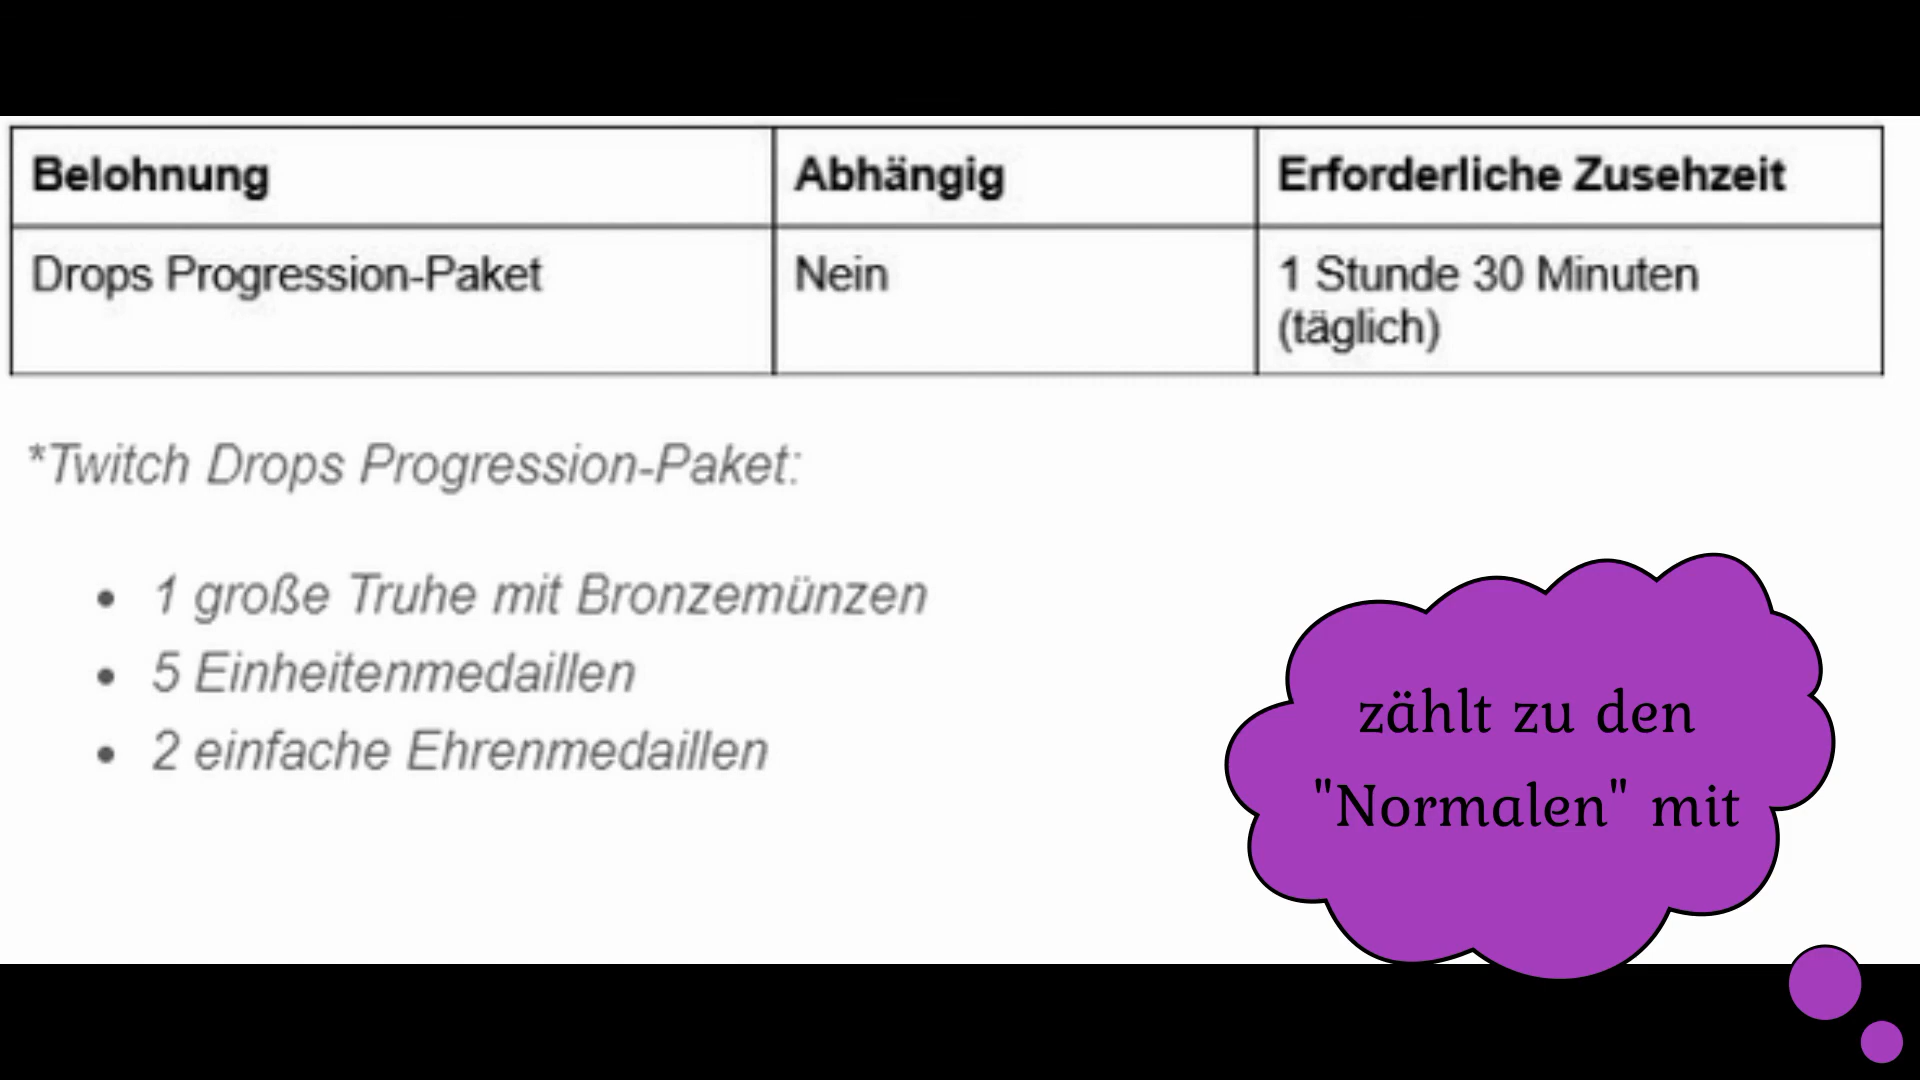 Belohnung Abhängig Erforderliche Zusehzeit
Drops Progression-Paket Nein 1 Stunde 30 Minuten
(täglich)
*Twitch Drops Progression-Paket:
• 1 große Truhe mit Bronzemünzen
• 5 Einheitenmedaillen
• 2 einfache Ehrenmedaillen
zählt zu den
"Normalen" mit